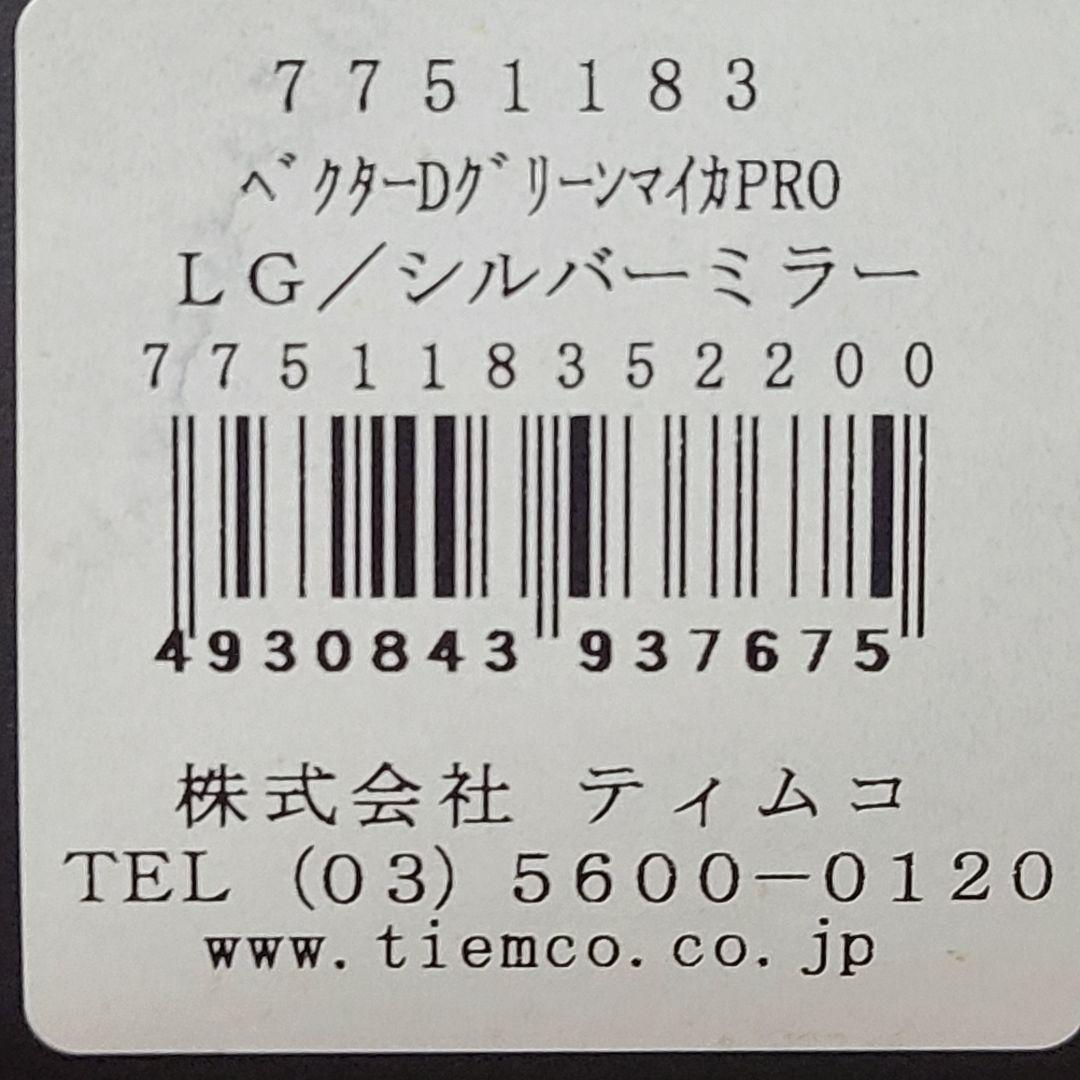 7751183
ﾍﾞｸﾀｰDｸﾞﾘｰﾝﾏｲｶPRO
ＬＧ／シルバーミラー
775118352200
4930843937675
株式会社 ティムコ
TEL (03) 5600-0120
www.tiemco.co.jp